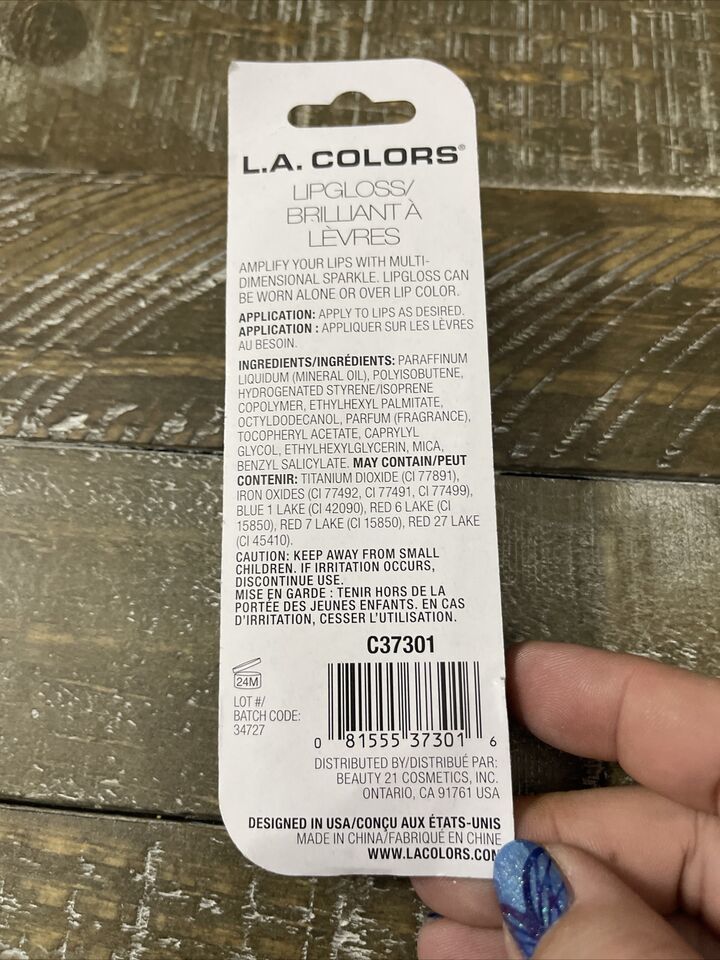 L.A. COLORS®
LIPGLOSS/
BRILLIANT À
LÈVRES
AMPLIFY YOUR LIPS WITH MULTI-
DIMENSIONAL SPARKLE. LIPGLOSS CAN
BE WORN ALONE OR OVER LIP COLOR.
APPLICATION: APPLY TO LIPS AS DESIRED.
APPLICATION : APPLIQUER SUR LES LÈVRES
AU BESOIN.
INGREDIENTS/INGRÉDIENTS: PARAFFINUM
LIQUIDUM (MINERAL OIL), POLYISOBUTENE,
HYDROGENATED STYRENE/ISOPRENE
COPOLYMER, ETHYLHEXYL PALMITATE,
OCTYLDODECANOL, PARFUM (FRAGRANCE),
TOCOPHERYL ACETATE, CAPRYLYL
GLYCOL, ETHYLHEXYLGLYCERIN, MICA,
BENZYL SALICYLATE. MAY CONTAIN/PEUT
CONTENIR: TITANIUM DIOXIDE (CI 77891),
IRON OXIDES (CI 77492, CI 77491, CI 77499),
BLUE 1 LAKE (CI 42090), RED 6 LAKE (CI
15850), RED 7 LAKE (CI 15850), RED 27 LAKE
(CI 45410).
CAUTION: KEEP AWAY FROM SMALL
CHILDREN. IF IRRITATION OCCURS,
DISCONTINUE USE.
MISE EN GARDE : TENIR HORS DE LA
PORTÉE DES JEUNES ENFANTS. EN CAS
D'IRRITATION, CESSER L'UTILISATION.
C37301
24M
LOT #/
BATCH CODE:
34727
0 81555 37301 6
DISTRIBUTED BY/DISTRIBUÉ PAR:
BEAUTY 21 COSMETICS, INC.
ONTARIO, CA 91761 USA
DESIGNED IN USA/CONÇU AUX ÉTATS-UNIS
MADE IN CHINA/FABRIQUÉ EN CHINE
WWW.LACOLORS.COM